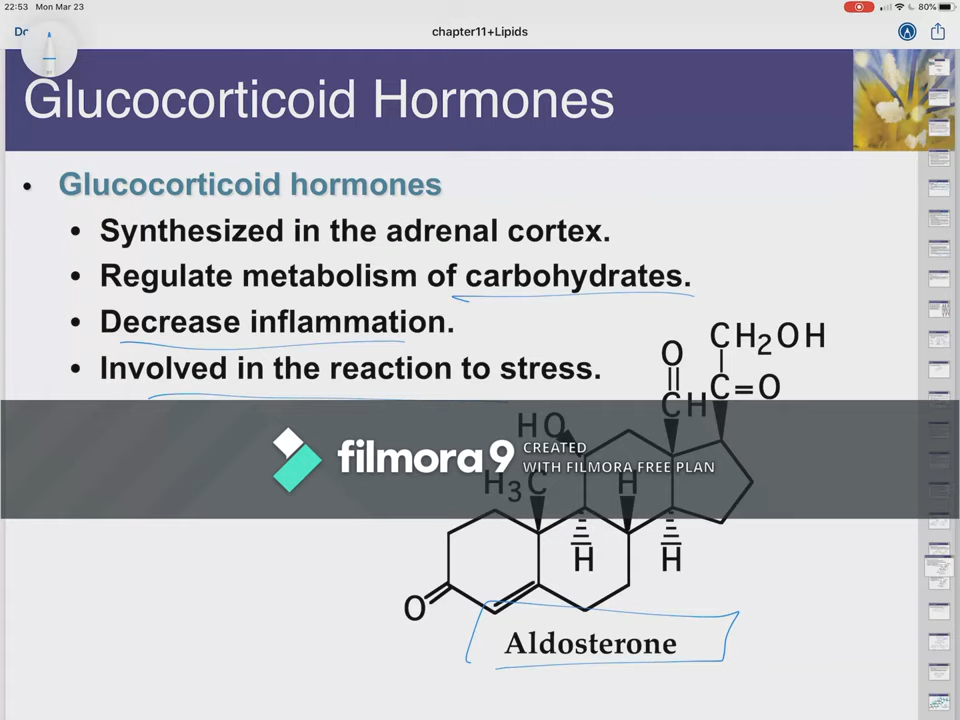 22:53 Mon Mar 23
80%
chapter11+Lipids
Glucocorticoid Hormones
• Glucocorticoid hormones
• Synthesized in the adrenal cortex.
• Regulate metabolism of carbohydrates.
• Decrease inflammation.
• Involved in the reaction to stress.
CH2OH
O
C=O
CH
HO
filmora9 CREATED
WITH FILMORA FREE PLAN
H3C
H
H
H
O
Aldosterone